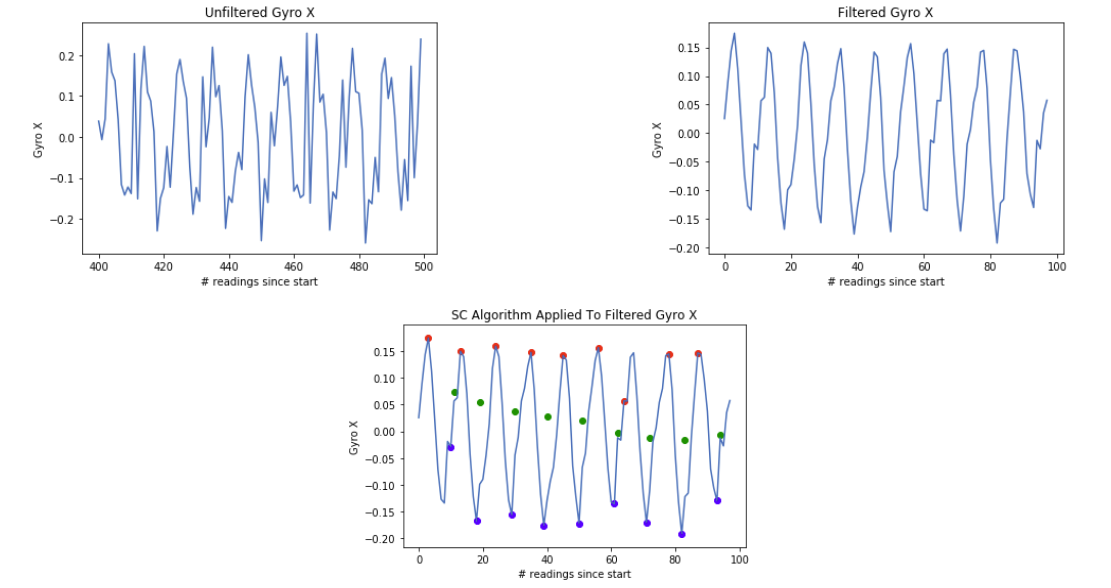 Unfiltered Gyro X
Gyro X
0.2
0.1
0.0
−0.1
−0.2
400 420 440 460 480 500
# readings since start
Filtered Gyro X
Gyro X
0.15
0.10
0.05
0.00
−0.05
−0.10
−0.15
−0.20
0 20 40 60 80 100
# readings since start
SC Algorithm Applied To Filtered Gyro X
Gyro X
0.15
0.10
0.05
0.00
−0.05
−0.10
−0.15
−0.20
0 20 40 60 80 100
# readings since start